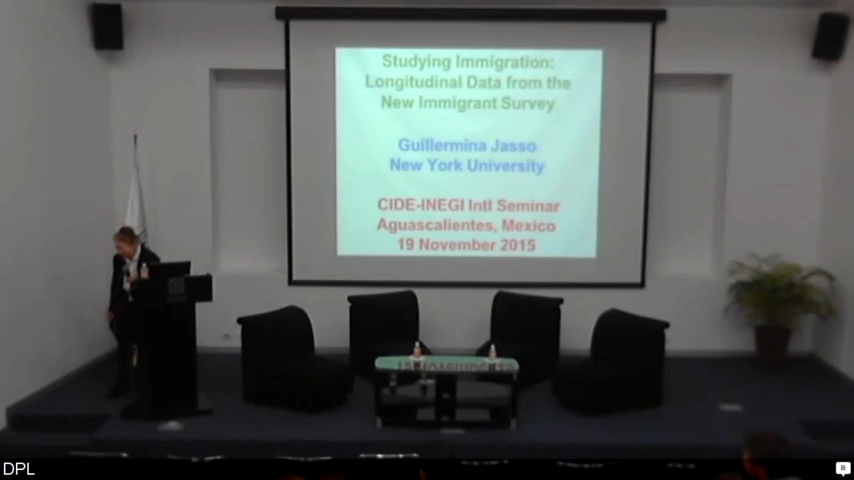 Studying Immigration:
Longitudinal Data from the
New Immigrant Survey
Guillermina Jasso
New York University
CIDE-INEGI Intl Seminar
Aguascalientes, Mexico
19 November 2015
DPL